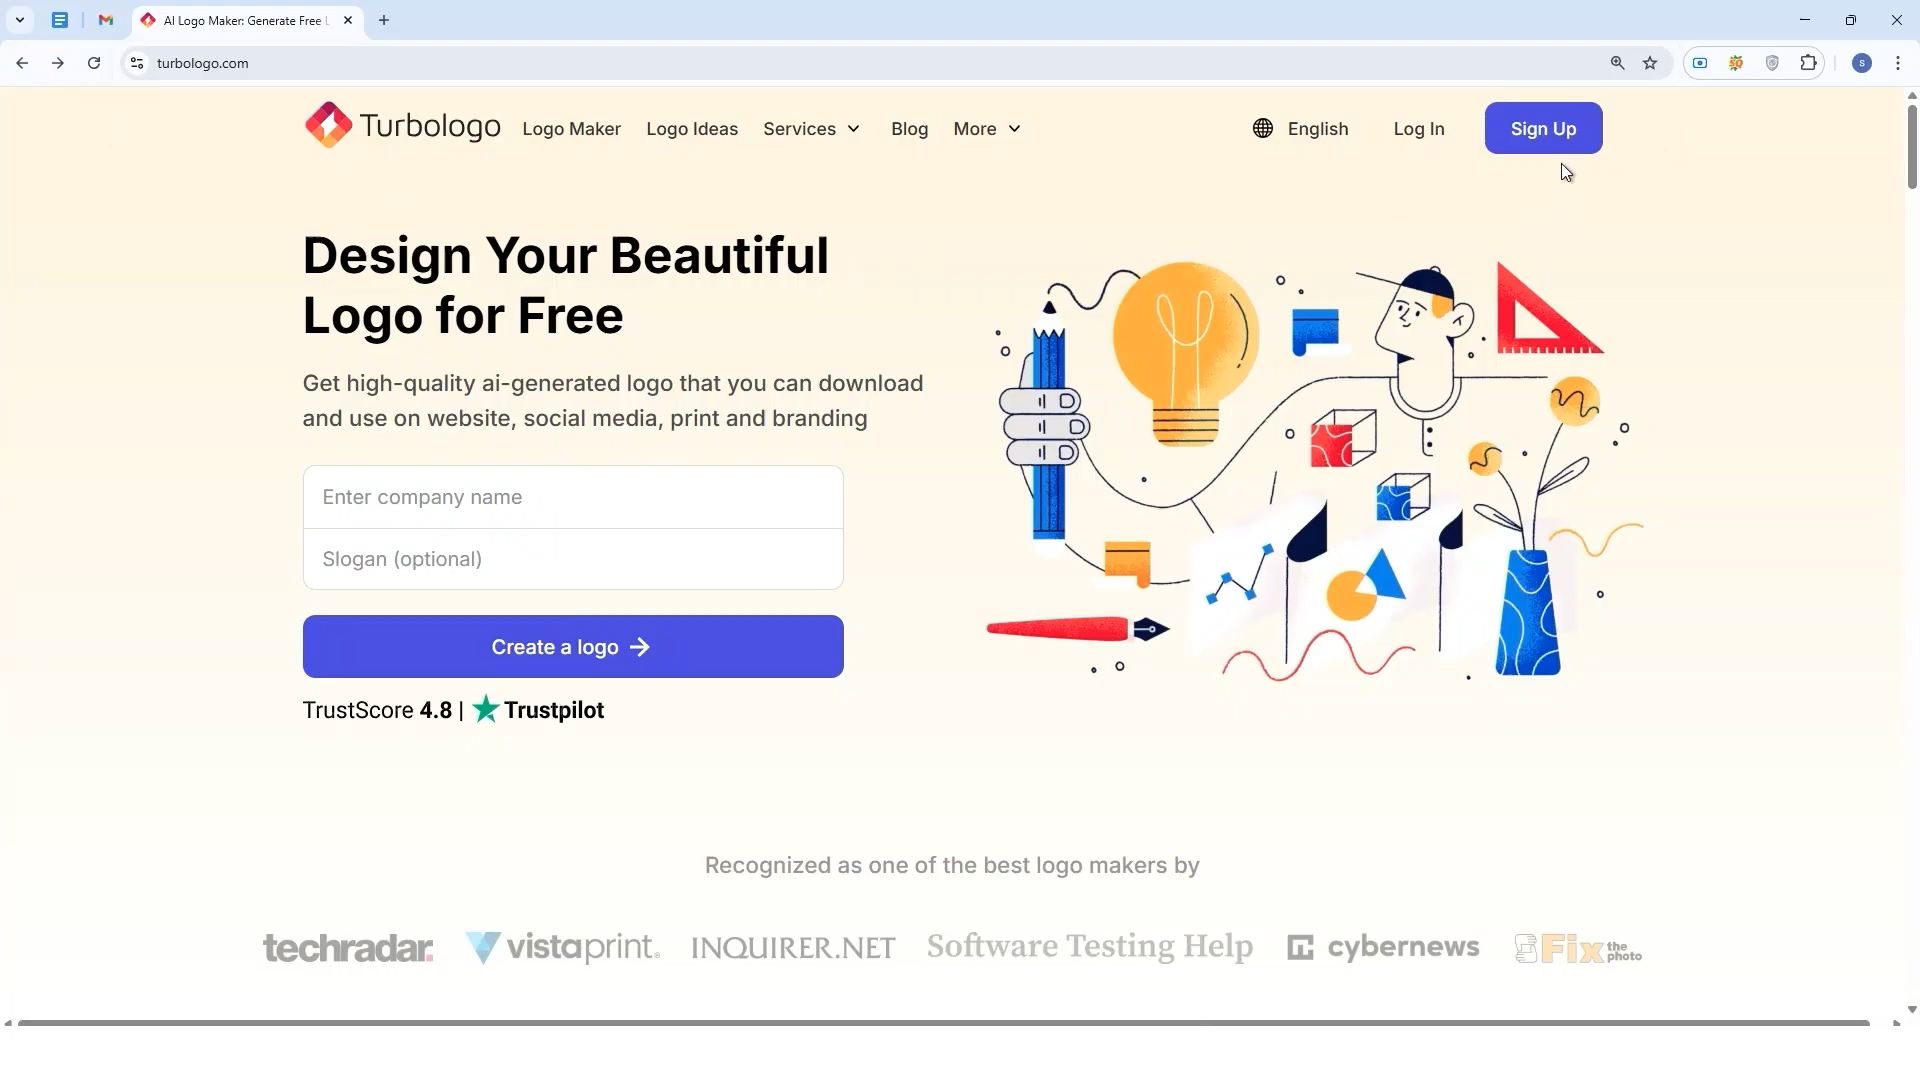 AI Logo Maker: Generate Free L
turbologo.com
SQ
S
Turbologo
Logo Maker
Logo Ideas
Services
Blog
More
English
Log In
Sign Up
Design Your Beautiful
Logo for Free
Get high-quality ai-generated logo that you can download
and use on website, social media, print and branding
Enter company name
Slogan (optional)
Create a logo
TrustScore 4.8 | Trustpilot
Recognized as one of the best logo makers by
techradar.
vistaprint.
INQUIRER.NET
Software Testing Help
cybernews
Fix the photo